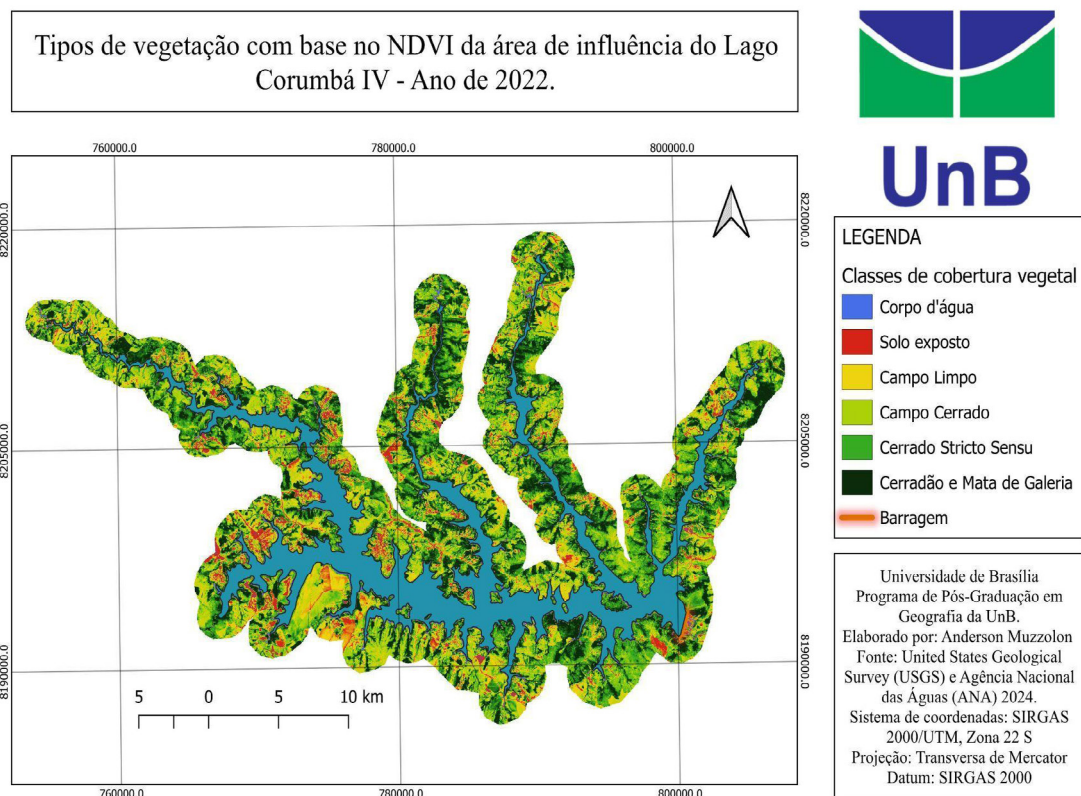 Tipos de vegetação com base no NDVI da área de influência do Lago
Corumbá IV - Ano de 2022.
UnB
760000.0
780000.0
800000.0
8220000.0
8205000.0
8190000.0
8220000.0
8205000.0
8190000.0
5 0 5 10 km
760000.0
780000.0
800000.0
LEGENDA
Classes de cobertura vegetal
Corpo d'água
Solo exposto
Campo Limpo
Campo Cerrado
Cerrado Stricto Sensu
Cerradão e Mata de Galeria
Barragem
Universidade de Brasília
Programa de Pós-Graduação em
Geografia da UnB.
Elaborado por: Anderson Muzzolon
Fonte: United States Geological
Survey (USGS) e Agência Nacional
das Águas (ANA) 2024.
Sistema de coordenadas: SIRGAS
2000/UTM, Zona 22 S
Projeção: Transversa de Mercator
Datum: SIRGAS 2000